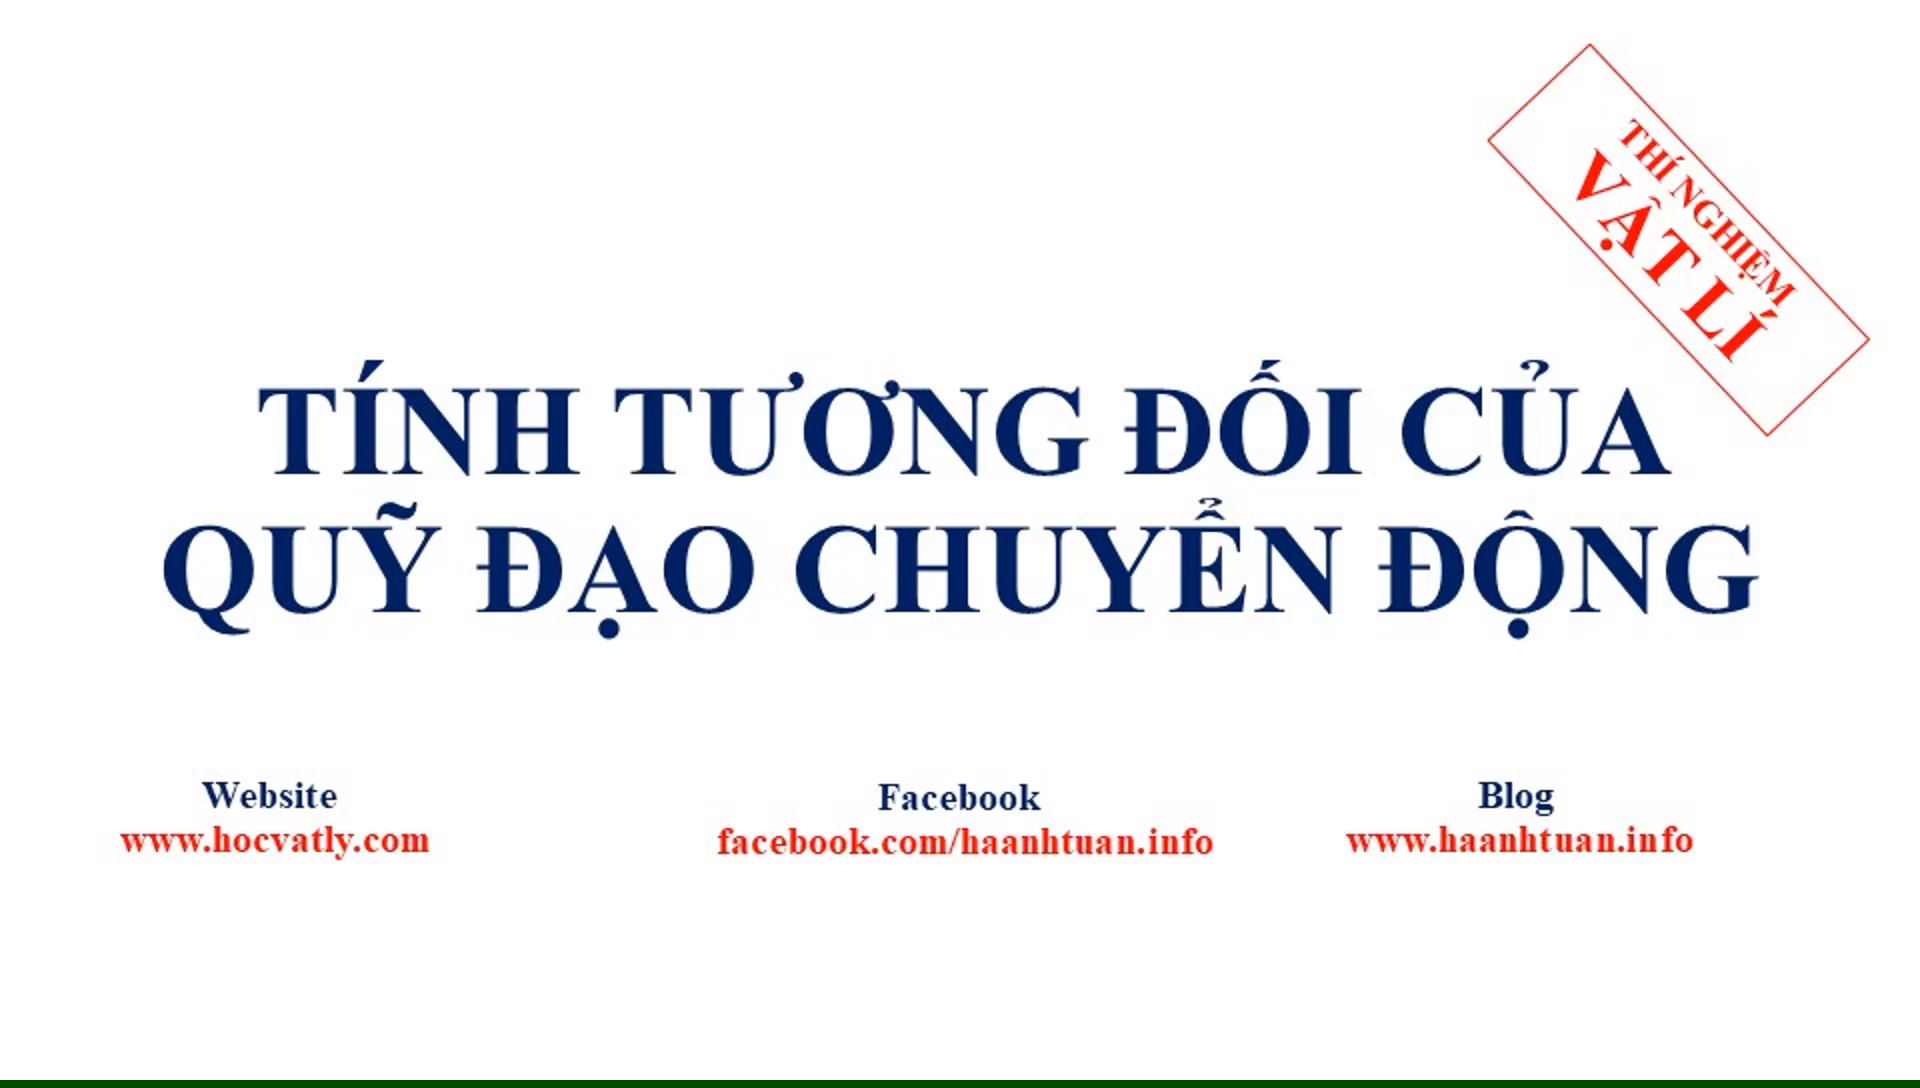 THÍ NGHIỆM
VẬT LÍ
TÍNH TƯƠNG ĐỐI CỦA
QUỸ ĐẠO CHUYỂN ĐỘNG
Website
www.hocvatly.com
Facebook
facebook.com/haanhtuan.info
Blog
www.haanhtuan.info